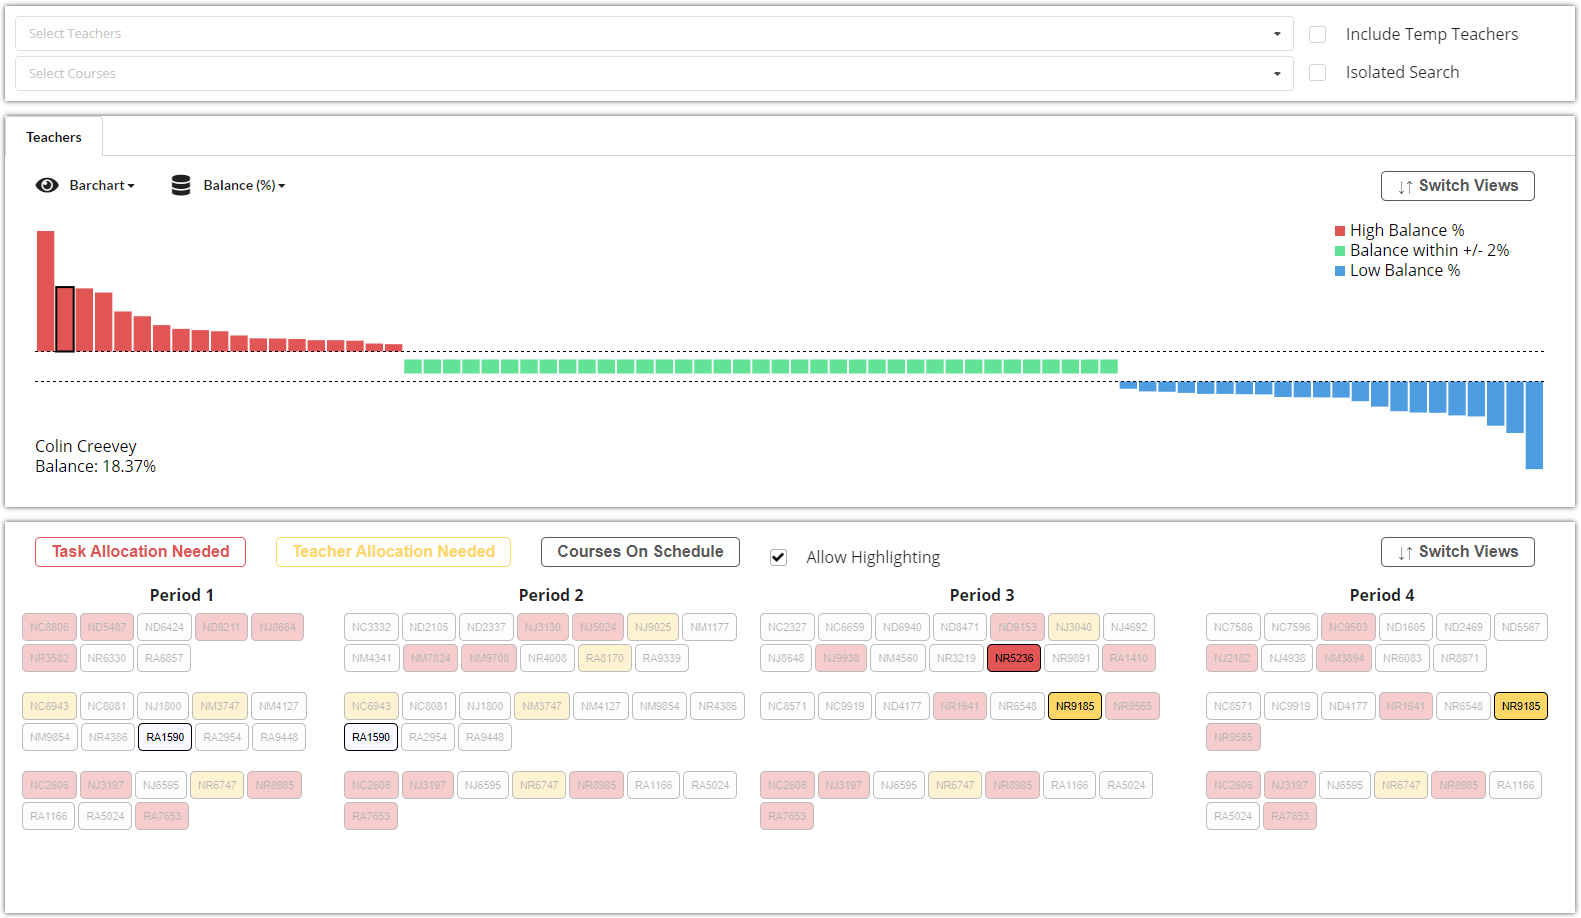 Select Teachers
Include Temp Teachers
Select Courses
Isolated Search
Teachers
Barchart
Balance (%)
↓↑ Switch Views
High Balance %
Balance within +/- 2%
Low Balance %
Colin Creevey
Balance: 18.37%
Task Allocation Needed
Teacher Allocation Needed
Courses On Schedule
Allow Highlighting
↓↑ Switch Views
Period 1
NC8806 ND5487 ND6424 ND8211 NJ8664
NR3582 NR6330 RA6857
NC6943 NC8081 NJ1800 NM3747 NM4127
NM9854 NR4386 RA1590 RA2954 RA9448
NC2606 NJ3197 NJ6595 NR6747 NR8985
RA1166 RA5024 RA7653
Period 2
NC3332 ND2105 ND2337 NJ3130 NJ5024 NJ9025 NM1177
NM4341 NM7824 NM9708 NR4008 RA8170 RA9339
NC6943 NC8081 NJ1800 NM3747 NM4127 NM9854 NR4386
RA1590 RA2954 RA9448
NC2606 NJ3197 NJ6595 NR6747 NR8985 RA1166 RA5024
RA7653
Period 3
NC2327 NC6659 ND6940 ND8471 ND9153 NJ3040 NJ4692
NJ8648 NJ9938 NM4560 NR3219 NR5236 NR9891 RA1410
NC8571 NC9919 ND4177 NR1641 NR6548 NR9185 NR9565
NC2606 NJ3197 NJ6595 NR6747 NR8985 RA1166 RA5024
RA7653
Period 4
NC7586 NC7596 NC9503 ND1605 ND2469 ND5567
NJ2182 NJ4938 NM3894 NR6083 NR8871
NC8571 NC9919 ND4177 NR1641 NR6548 NR9185
NR9565
NC2606 NJ3197 NJ6595 NR6747 NR8985 RA1166
RA5024 RA7653